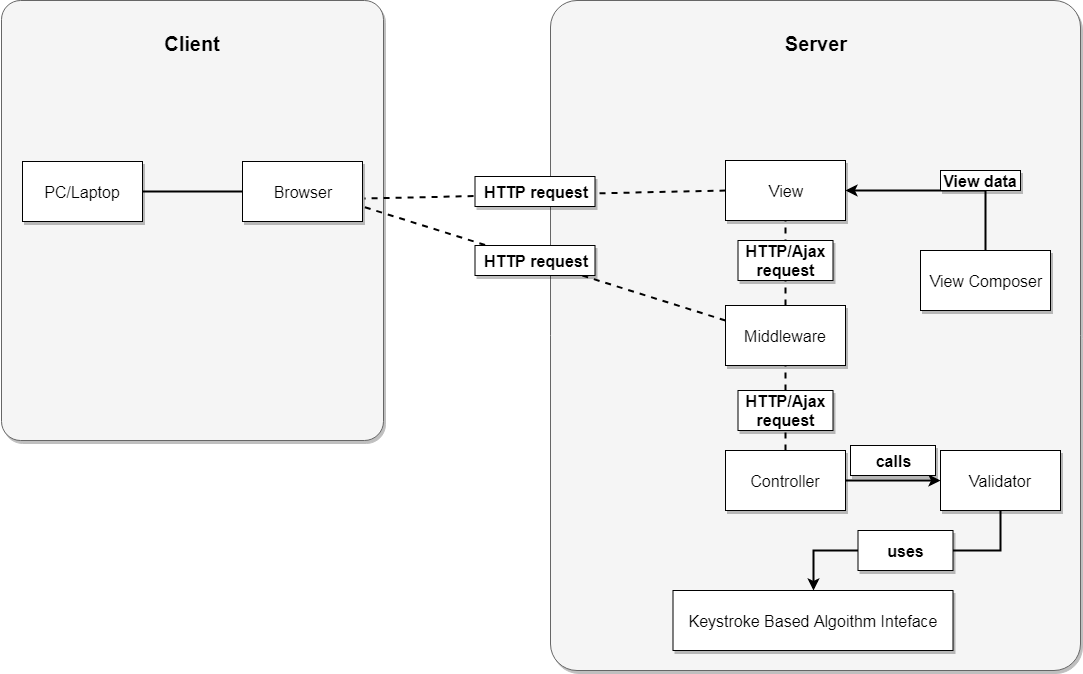 Client
Server
PC/Laptop
Browser
HTTP request
View
View data
HTTP request
HTTP/Ajax
request
View Composer
Middleware
HTTP/Ajax
request
Controller
calls
Validator
uses
Keystroke Based Algoithm Inteface